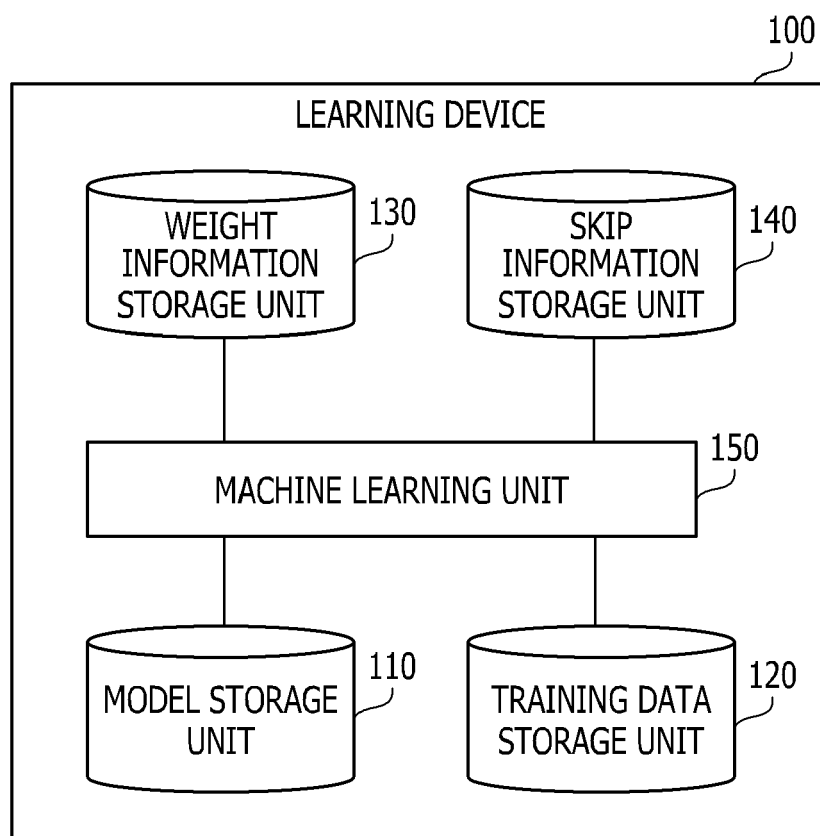 100
LEARNING DEVICE
WEIGHT
INFORMATION
STORAGE UNIT
130
SKIP
INFORMATION
STORAGE UNIT
140
MACHINE LEARNING UNIT
150
MODEL STORAGE
UNIT
110
TRAINING DATA
STORAGE UNIT
120